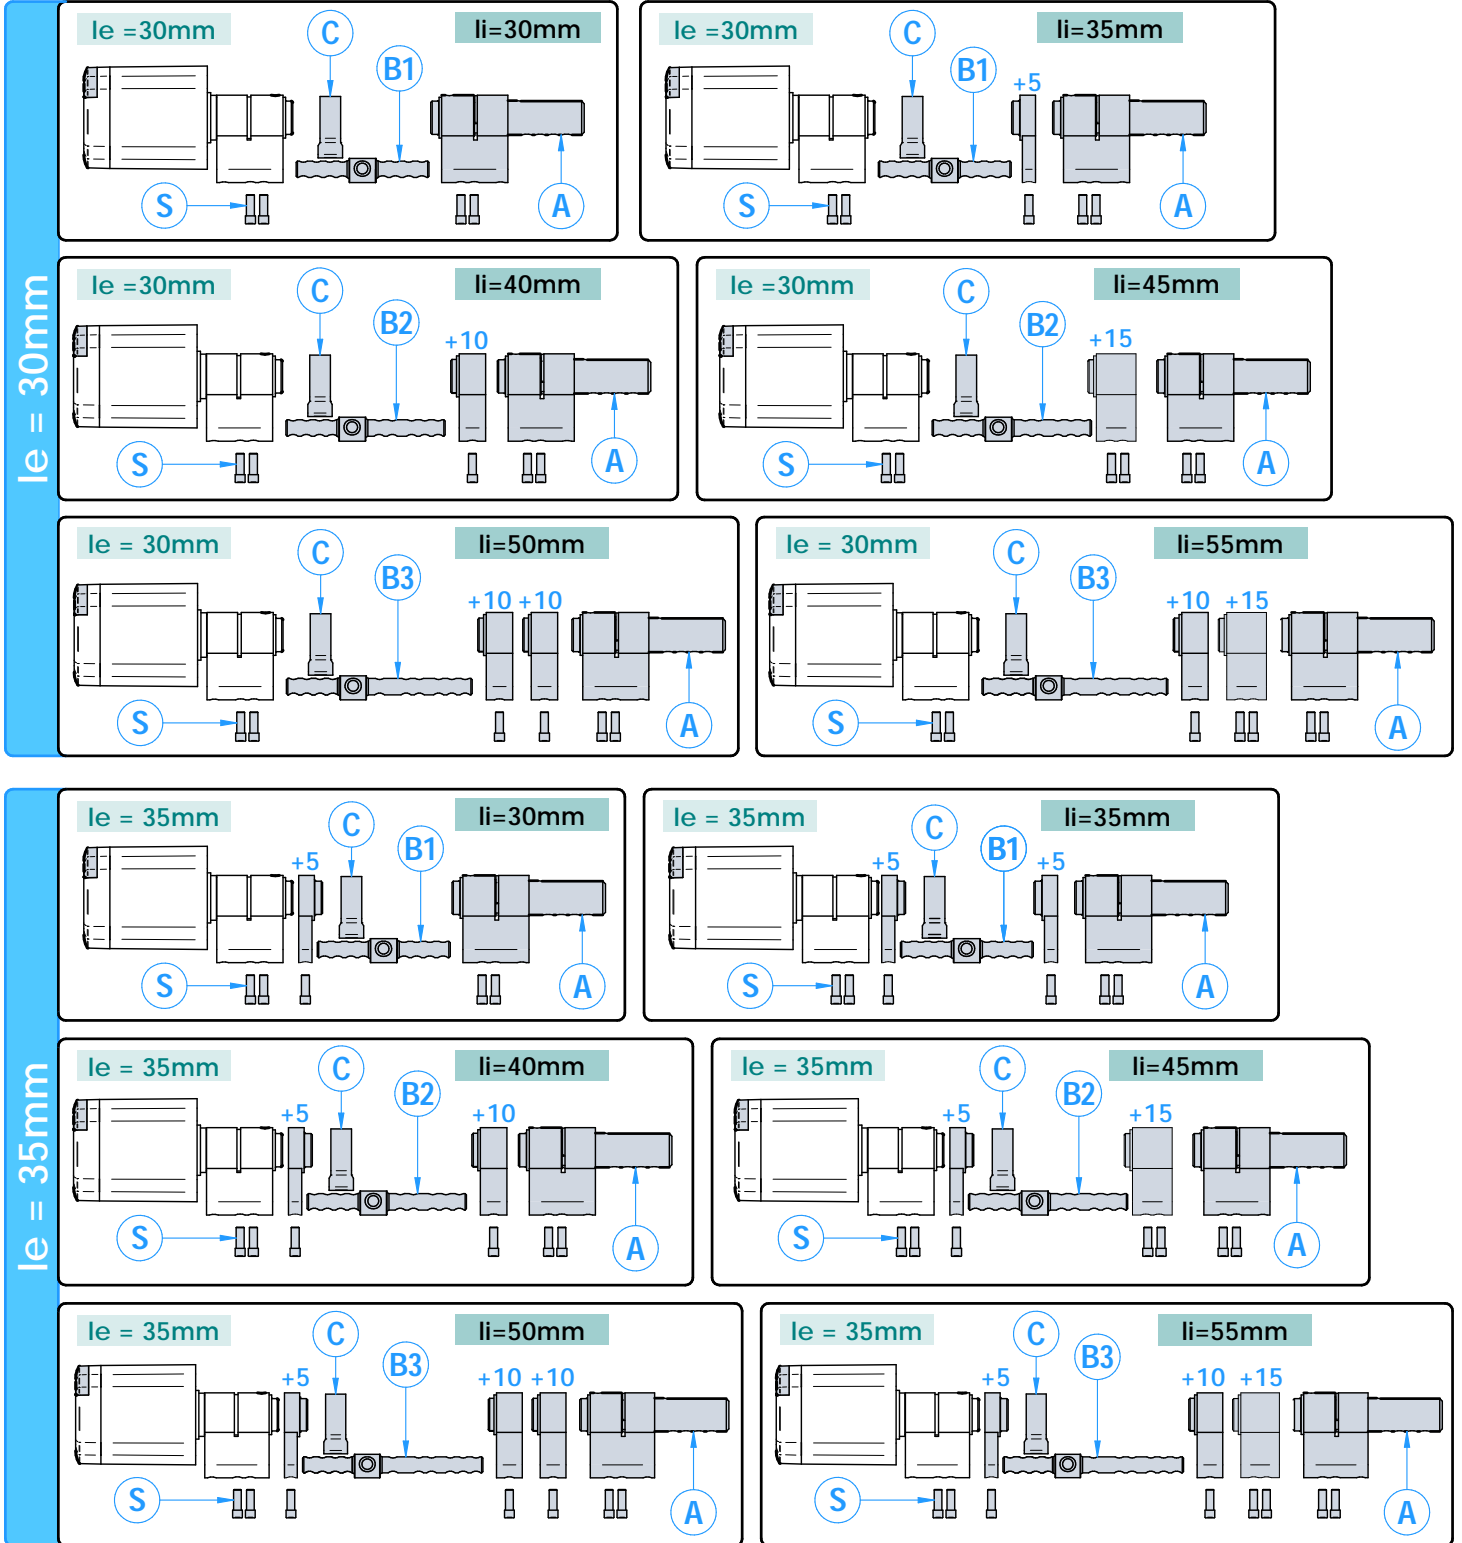 le = 30mm
le =30mm C li=30mm
B1
S A
le =30mm C li=35mm
B1 +5
S A
le =30mm C li=40mm
B2 +10
S A
le =30mm C li=45mm
B2 +15
S A
le = 30mm C li=50mm
B3 +10 +10
S A
le = 30mm C li=55mm
B3 +10 +15
S A
le = 35mm
le = 35mm C li=30mm
+5 B1
S A
le = 35mm C li=35mm
+5 B1 +5
S A
le = 35mm C li=40mm
+5 B2 +10
S A
le = 35mm C li=45mm
+5 B2 +15
S A
le = 35mm C li=50mm
+5 B3 +10 +10
S A
le = 35mm C li=55mm
+5 B3 +10 +15
S A